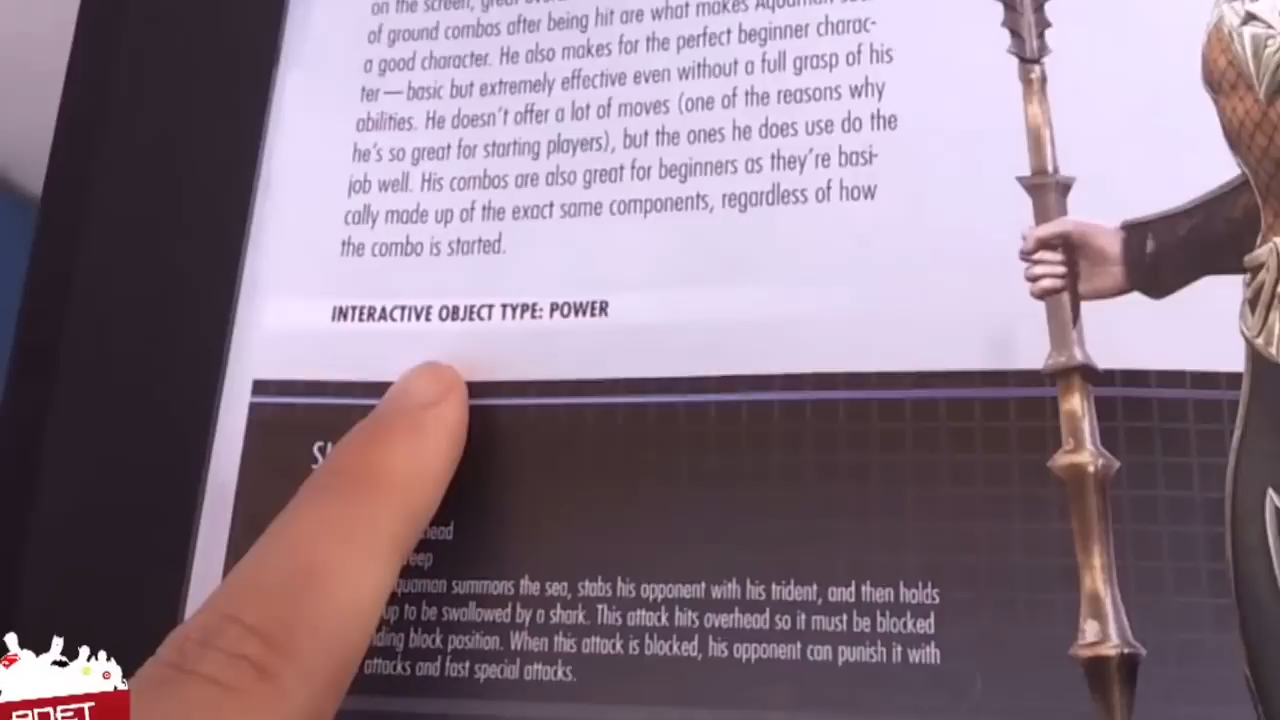 on the screen, great
of ground combos after being hit are what makes Aquaman
a good character. He also makes for the perfect beginner charac-
ter—basic but extremely effective even without a full grasp of his
abilities. He doesn't offer a lot of moves (one of the reasons why
he's so great for starting players), but the ones he does use do the
job well. His combos are also great for beginners as they're basi-
cally made up of the exact same components, regardless of how
the combo is started.
INTERACTIVE OBJECT TYPE: POWER
quaman summons the sea, stabs his opponent with his trident, and then holds
up to be swallowed by a shark. This attack hits overhead so it must be blocked
ding block position. When this attack is blocked, his opponent can punish it with
attacks and fast special attacks.